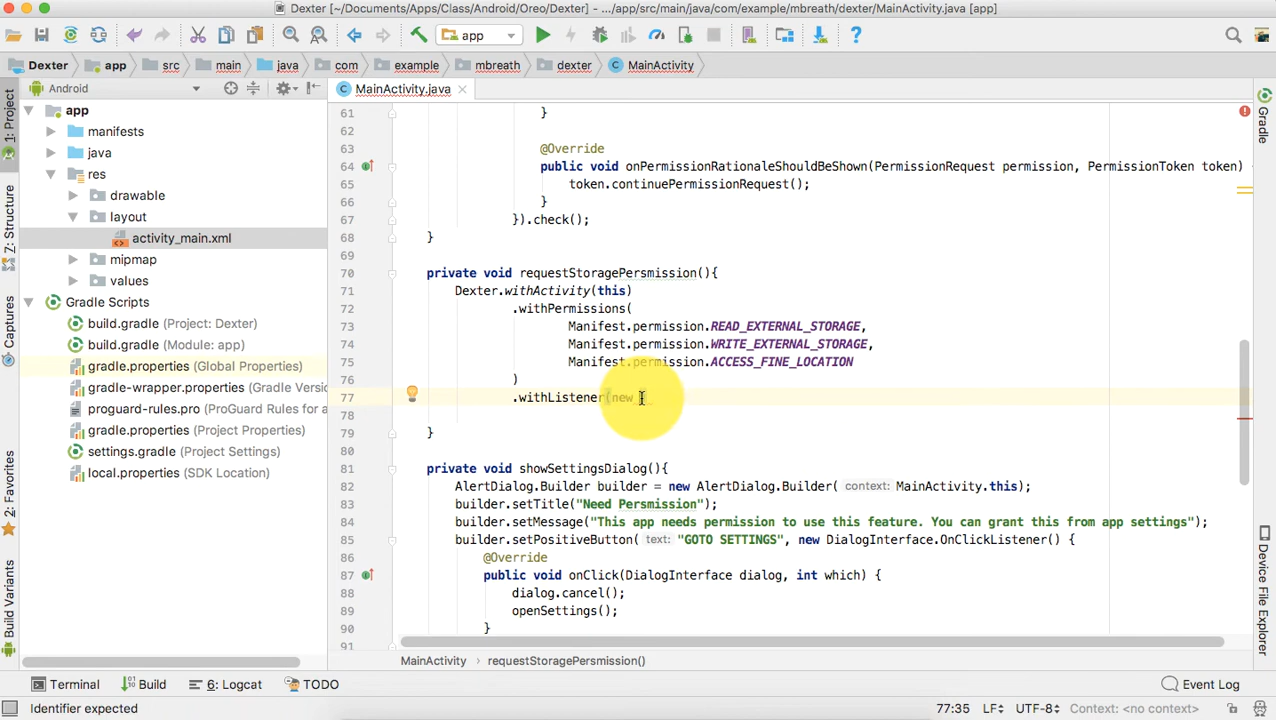 Dexter [~/Documents/Apps/Class/Android/Oreo/Dexter] - .../app/src/main/java/com/example/mbreath/dexter/MainActivity.java [app]
app
Dexter app src main java com example mbreath dexter MainActivity
Android
MainActivity.java
1: Project
Z: Structure
Captures
2: Favorites
Build Variants
app
manifests
java
res
drawable
layout
activity_main.xml
mipmap
values
Gradle Scripts
build.gradle (Project: Dexter)
build.gradle (Module: app)
gradle.properties (Global Properties)
gradle-wrapper.properties (Gradle Versi
proguard-rules.pro (ProGuard Rules for a
gradle.properties (Project Properties)
settings.gradle (Project Settings)
local.properties (SDK Location)
61 }
62
63 @Override
64 public void onPermissionRationaleShouldBeShown(PermissionRequest permission, PermissionToken token) {
65 token.continuePermissionRequest();
66 }
67 }).check();
68 }
69
70 private void requestStoragePersmission(){
71 Dexter.withActivity(this)
72 .withPermissions(
73 Manifest.permission.READ_EXTERNAL_STORAGE,
74 Manifest.permission.WRITE_EXTERNAL_STORAGE,
75 Manifest.permission.ACCESS_FINE_LOCATION
76 )
77 .withListener(new
78
79 }
80
81 private void showSettingsDialog(){
82 AlertDialog.Builder builder = new AlertDialog.Builder( context: MainActivity.this);
83 builder.setTitle("Need Persmission");
84 builder.setMessage("This app needs permission to use this feature. You can grant this from app settings");
85 builder.setPositiveButton( text: "GOTO SETTINGS", new DialogInterface.OnClickListener() {
86 @Override
87 public void onClick(DialogInterface dialog, int which) {
88 dialog.cancel();
89 openSettings();
90 }
91
Gradle
Device File Explorer
MainActivity › requestStoragePersmission()
Terminal Build 6: Logcat TODO Event Log
Identifier expected 77:35 LF UTF-8 Context: <no context>